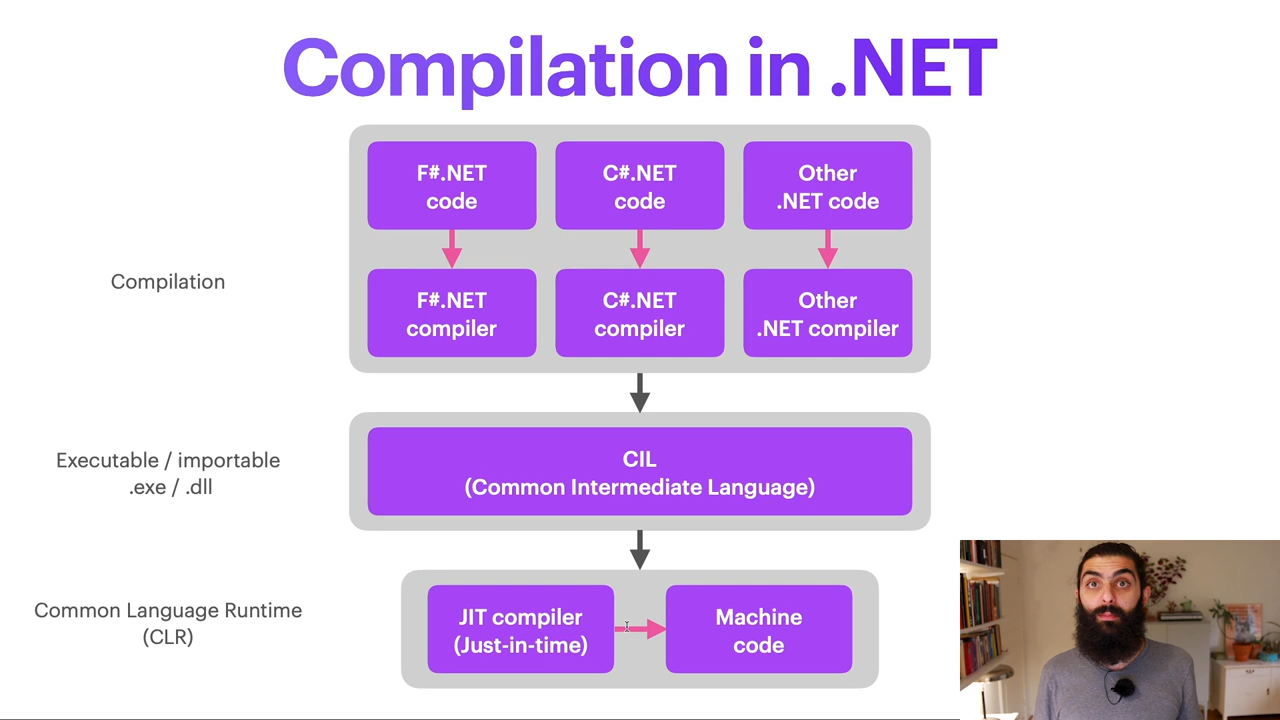 Compilation in .NET
F#.NET
code
C#.NET
code
Other
.NET code
Compilation
F#.NET
compiler
C#.NET
compiler
Other
.NET compiler
Executable / importable
.exe / .dll
CIL
(Common Intermediate Language)
Common Language Runtime
(CLR)
JIT compiler
(Just-in-time)
Machine
code